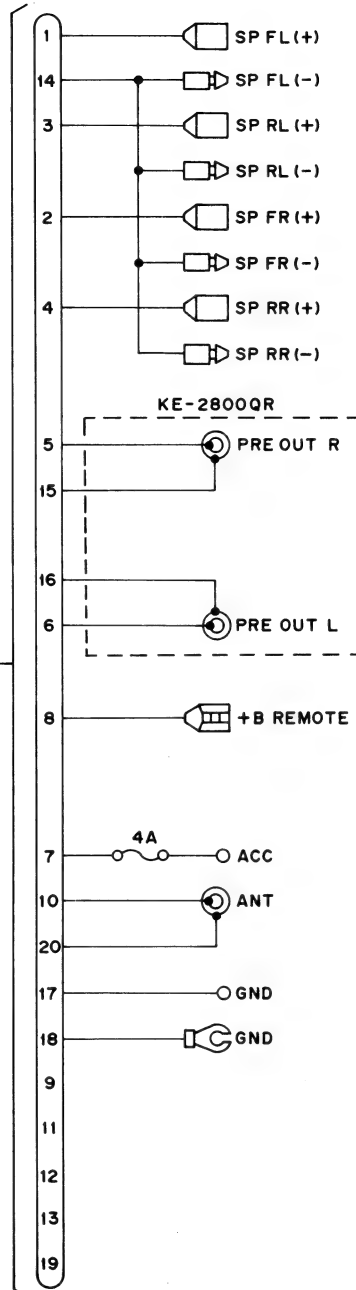 1 SP FL(+)
14 SP FL(-)
3 SP RL(+)
SP RL(-)
2 SP FR(+)
SP FR(-)
4 SP RR(+)
SP RR(-)
KE-2800QR
5 PRE OUT R
15
16
6 PRE OUT L
8 +B REMOTE
4A
7 ACC
10 ANT
20
17 GND
18 GND
9
11
12
13
19